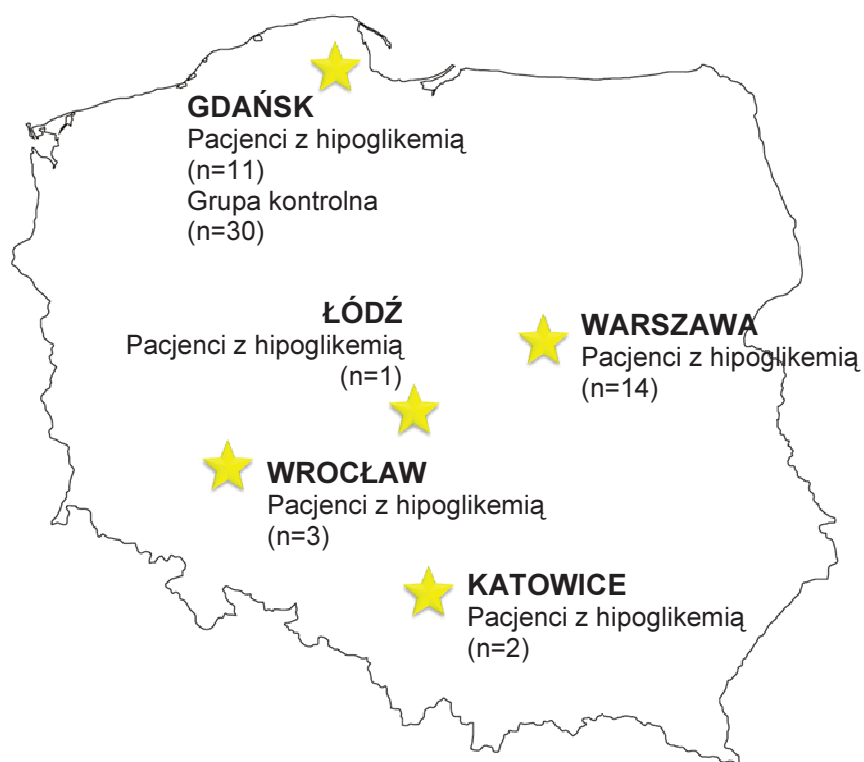 GDAŃSK
Pacjenci z hipoglikemią
(n=11)
Grupa kontrolna
(n=30)
ŁÓDŹ
Pacjenci z hipoglikemią
(n=1)
WARSZAWA
Pacjenci z hipoglikemią
(n=14)
WROCŁAW
Pacjenci z hipoglikemią
(n=3)
KATOWICE
Pacjenci z hipoglikemią
(n=2)